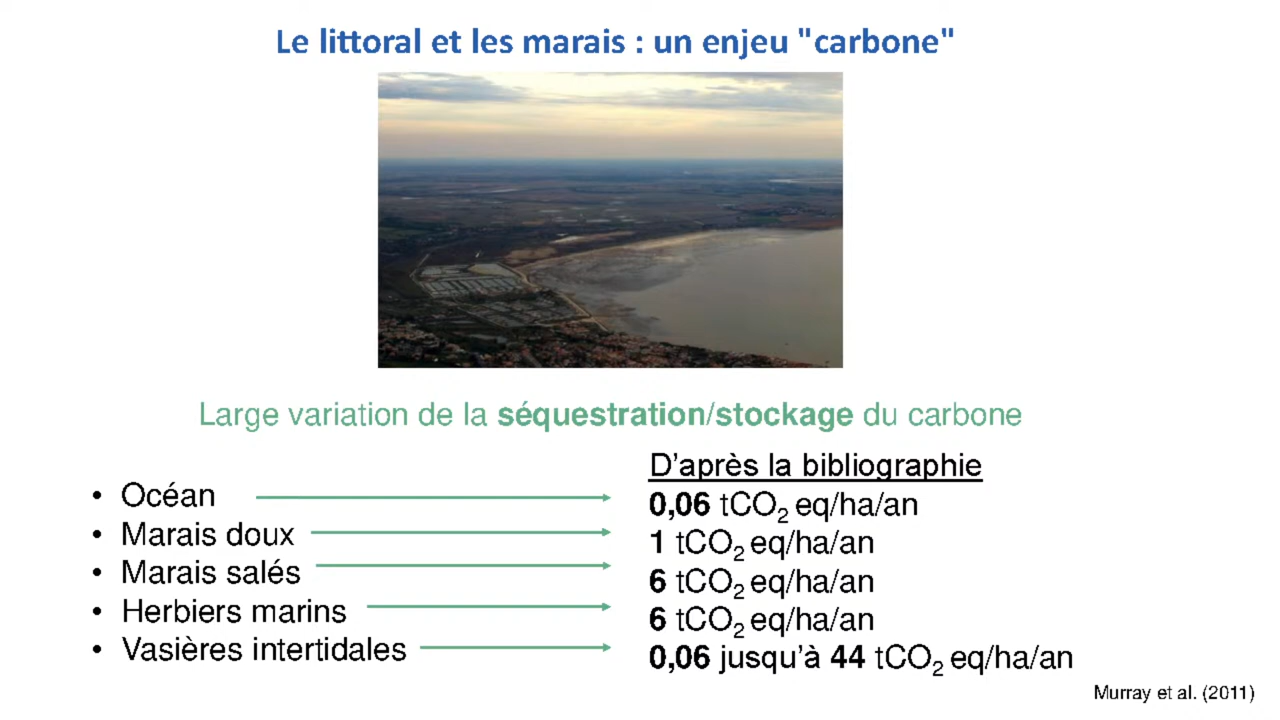 Le littoral et les marais : un enjeu "carbone"
Large variation de la séquestration/stockage du carbone
D'après la bibliographie
• Océan 0,06 tCO₂ eq/ha/an
• Marais doux 1 tCO₂ eq/ha/an
• Marais salés 6 tCO₂ eq/ha/an
• Herbiers marins 6 tCO₂ eq/ha/an
• Vasières intertidales 0,06 jusqu'à 44 tCO₂ eq/ha/an
Murray et al. (2011)